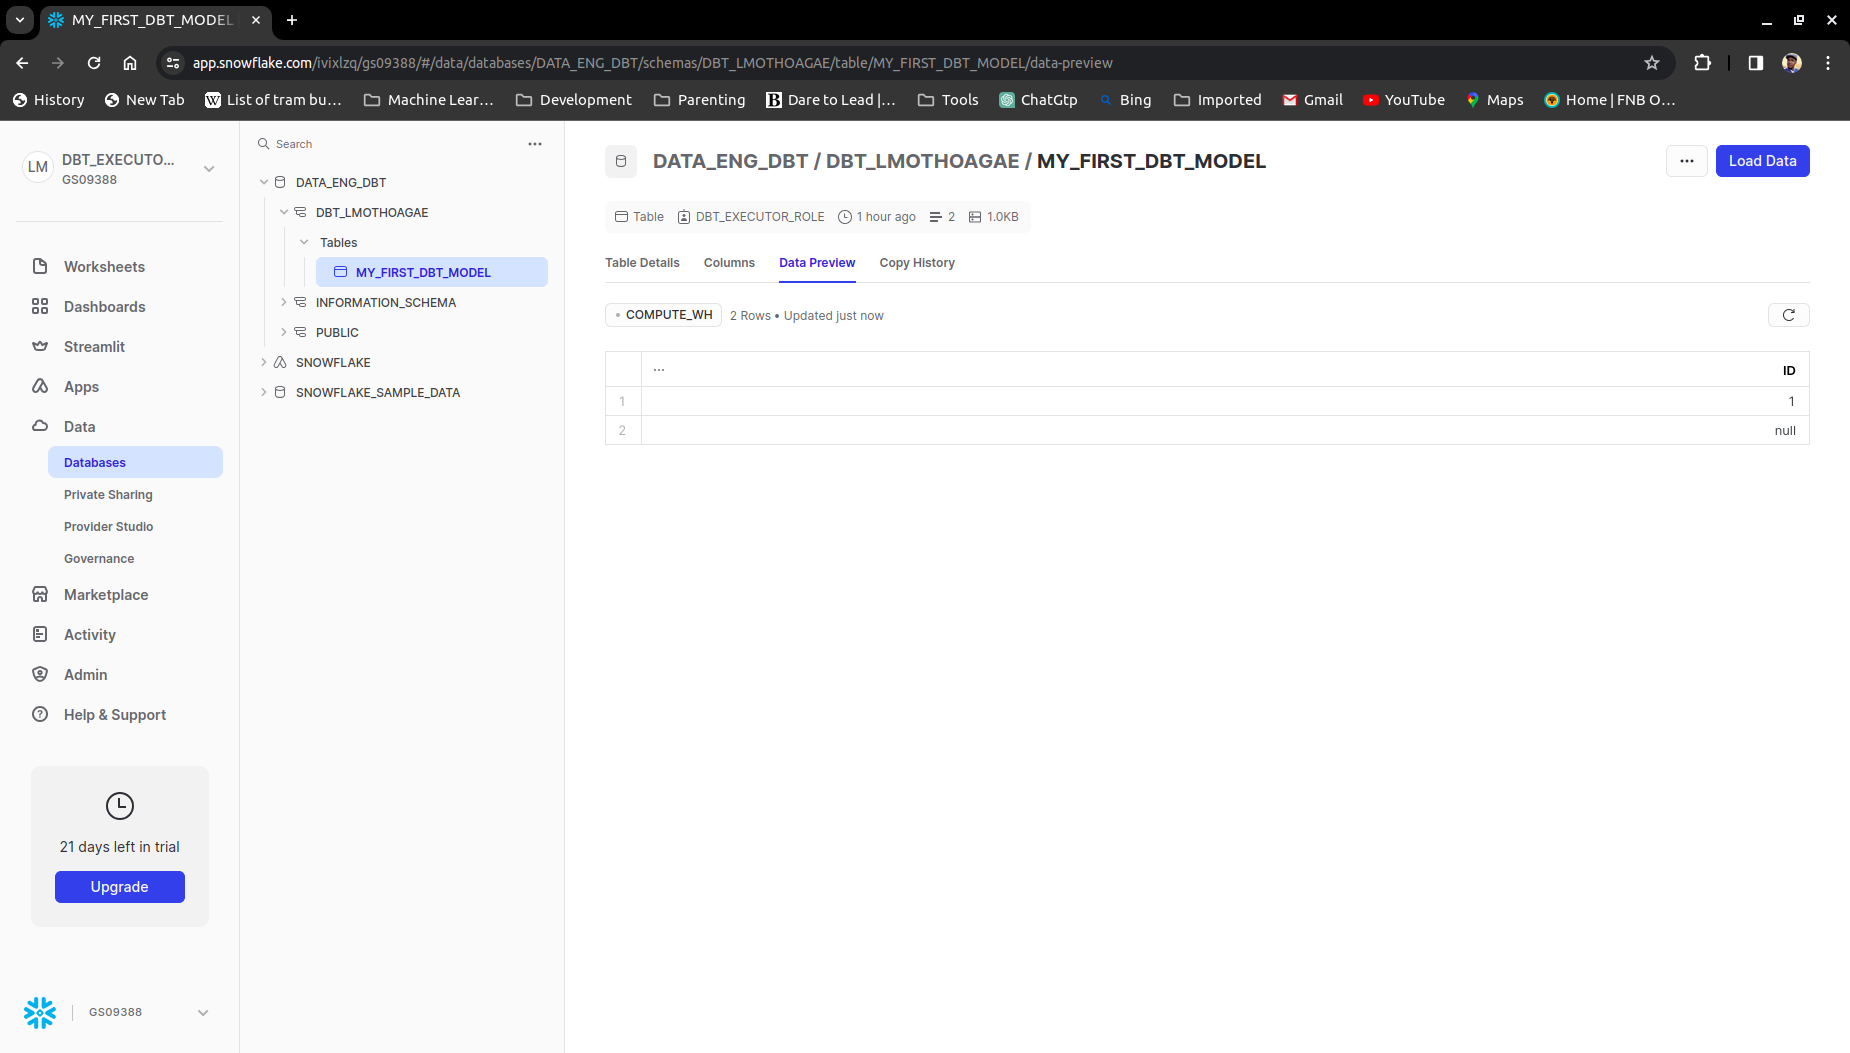 MY_FIRST_DBT_MODEL
app.snowflake.com/ivixlzq/gs09388/#/data/databases/DATA_ENG_DBT/schemas/DBT_LMOTHOAGAE/table/MY_FIRST_DBT_MODEL/data-preview
History New Tab List of tram bu… Machine Lear… Development Parenting Dare to Lead |… Tools ChatGtp Bing Imported Gmail YouTube Maps Home | FNB O…
LM DBT_EXECUTO...
GS09388
Worksheets
Dashboards
Streamlit
Apps
Data
Databases
Private Sharing
Provider Studio
Governance
Marketplace
Activity
Admin
Help & Support
21 days left in trial
Upgrade
GS09388
Search
DATA_ENG_DBT
DBT_LMOTHOAGAE
Tables
MY_FIRST_DBT_MODEL
INFORMATION_SCHEMA
PUBLIC
SNOWFLAKE
SNOWFLAKE_SAMPLE_DATA
DATA_ENG_DBT / DBT_LMOTHOAGAE / MY_FIRST_DBT_MODEL
Load Data
Table DBT_EXECUTOR_ROLE 1 hour ago 2 1.0KB
Table Details Columns Data Preview Copy History
COMPUTE_WH 2 Rows • Updated just now
... ID
1 1
2 null